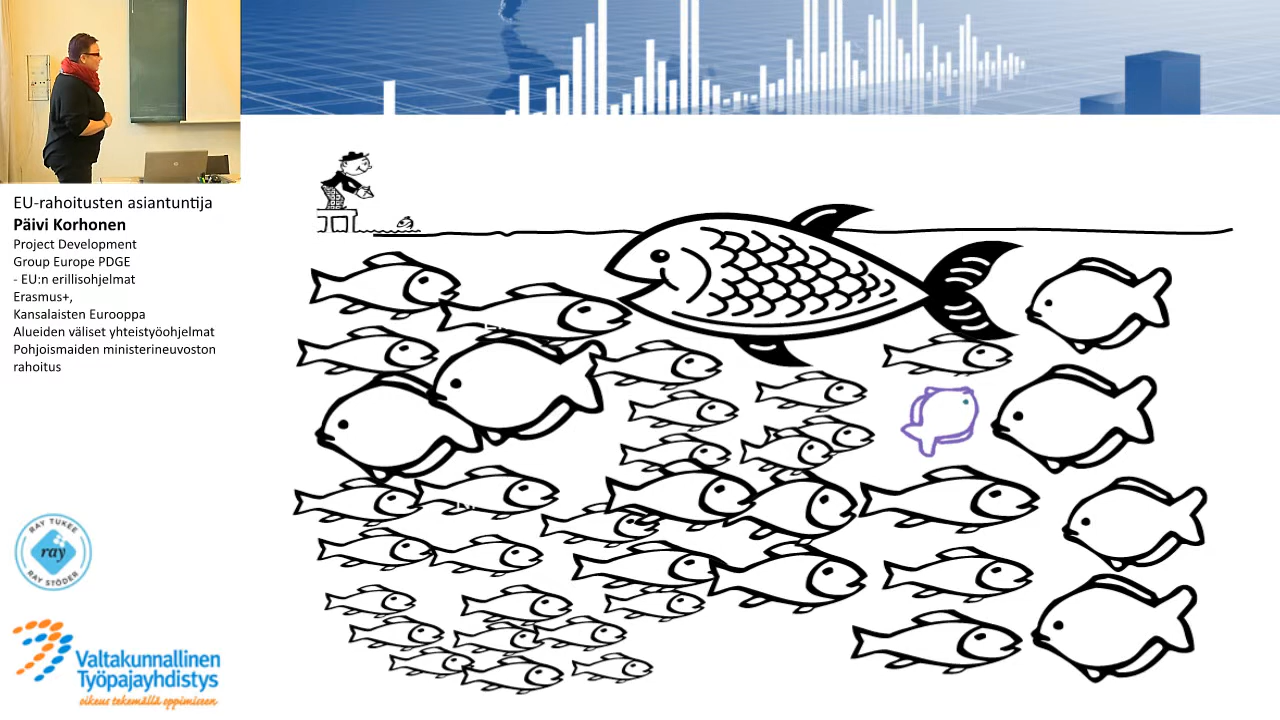 EU-rahoitusten asiantuntija
Päivi Korhonen
Project Development
Group Europe PDGE
- EU:n erillisohjelmat
Erasmus+,
Kansalaisten Eurooppa
Alueiden väliset yhteistyöohjelmat
Pohjoismaiden ministerineuvoston
rahoitus
RAY TUKEE
ray
RAY STÖDER
Valtakunnallinen
Työpajayhdistys
oikeus tekemällä oppimiseen